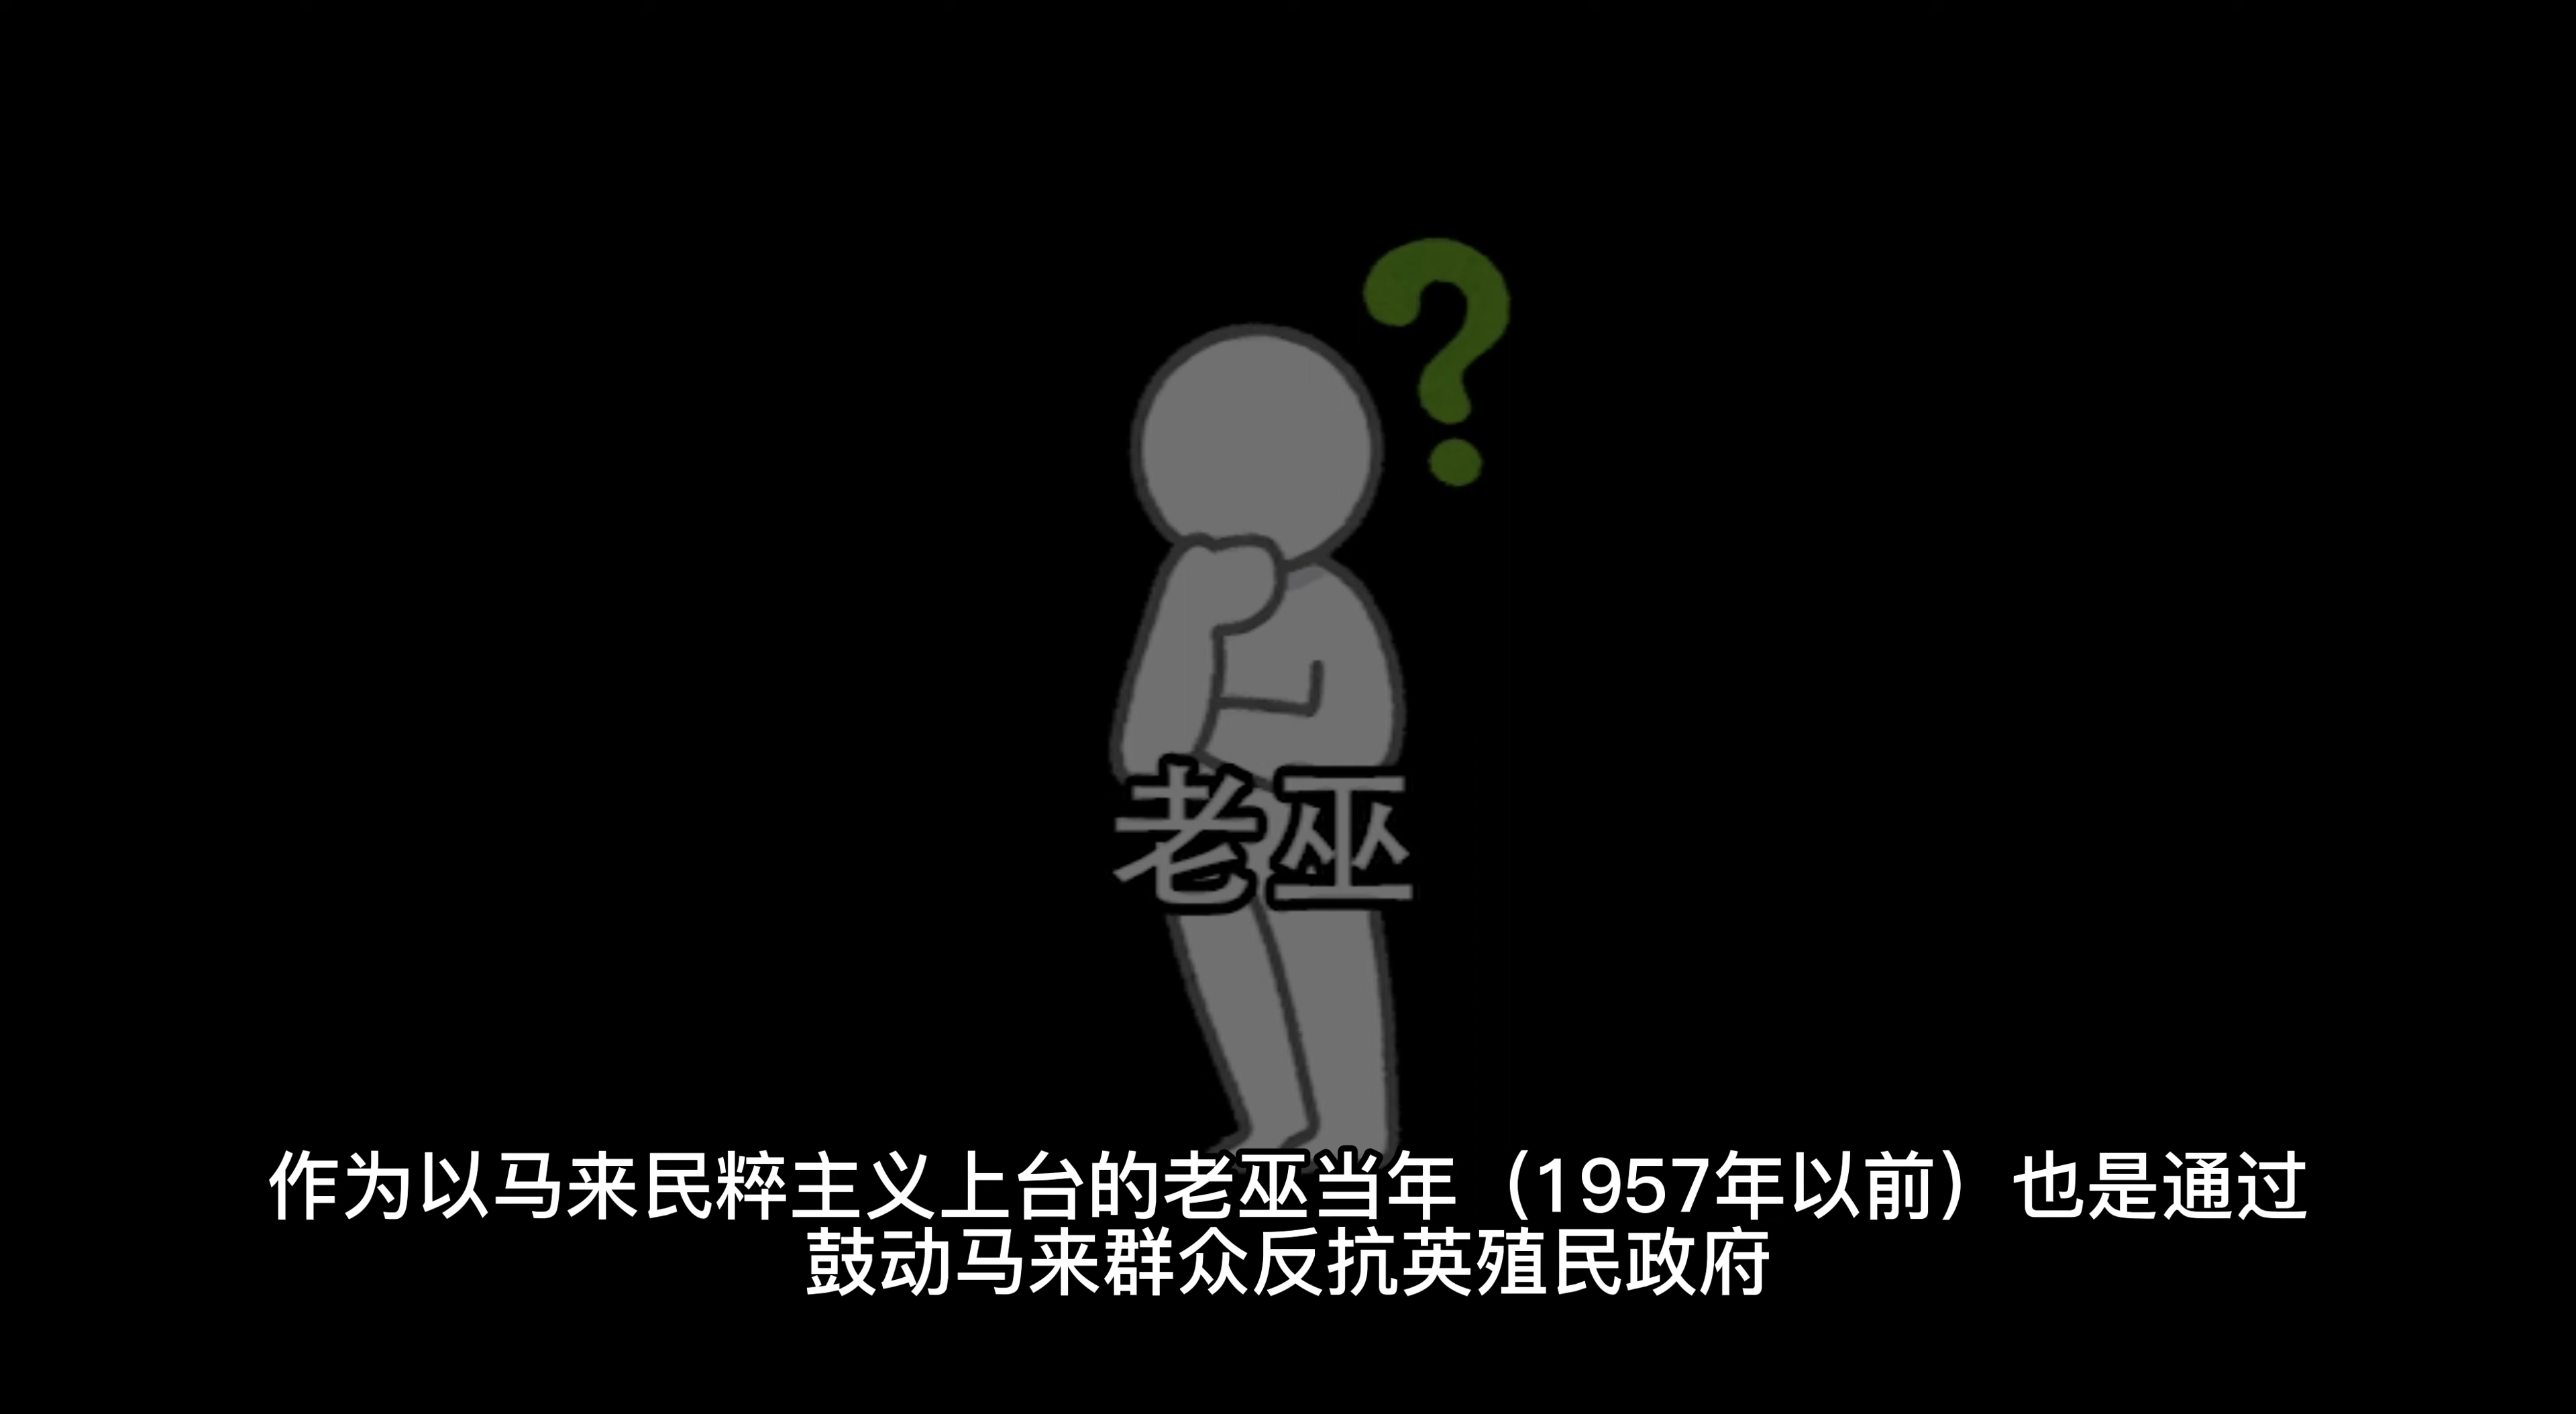 老巫
作为以马来民粹主义上台的老巫当年（1957年以前）也是通过
鼓动马来群众反抗英殖民政府